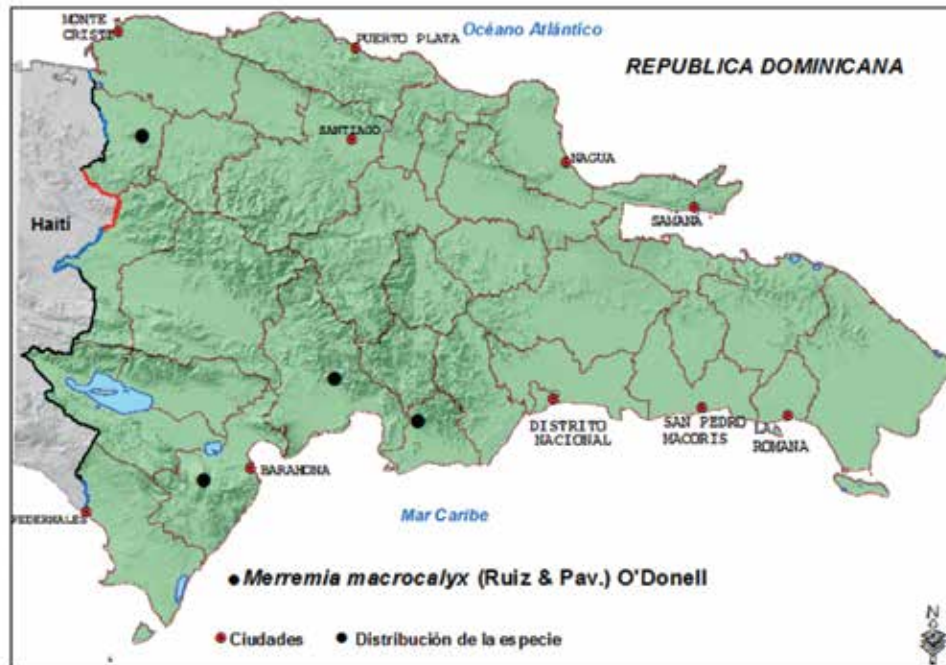 MONTE
CRISTI
PUERTO PLATA
Océano Atlántico
REPUBLICA DOMINICANA
SANTIAGO
NAGUA
SAMANA
Haití
DISTRITO
NACIONAL
SAN PEDRO
MACORIS
LA
ROMANA
BARAHONA
PEDERNALES
Mar Caribe
Merremia macrocalyx (Ruiz & Pav.) O'Donell
Ciudades
Distribución de la especie
N